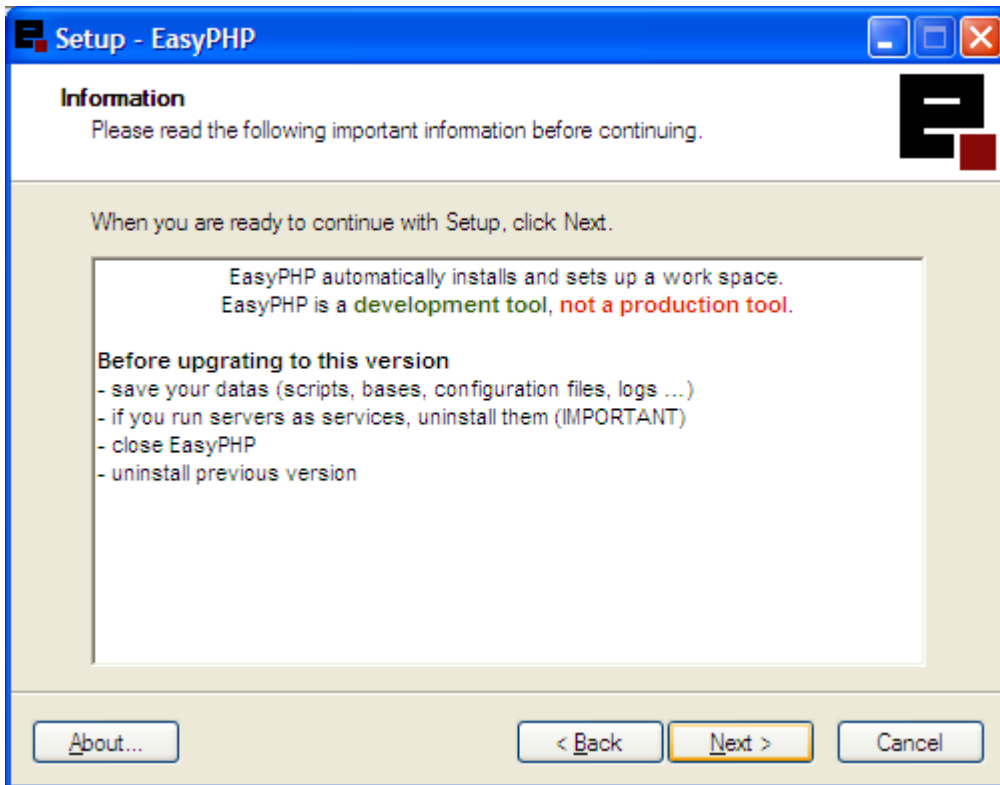 Setup - EasyPHP
Information
Please read the following important information before continuing.
When you are ready to continue with Setup, click Next.
EasyPHP automatically installs and sets up a work space.
EasyPHP is a development tool, not a production tool.
Before upgrating to this version
- save your datas (scripts, bases, configuration files, logs ...)
- if you run servers as services, uninstall them (IMPORTANT)
- close EasyPHP
- uninstall previous version
About...
< Back
Next >
Cancel